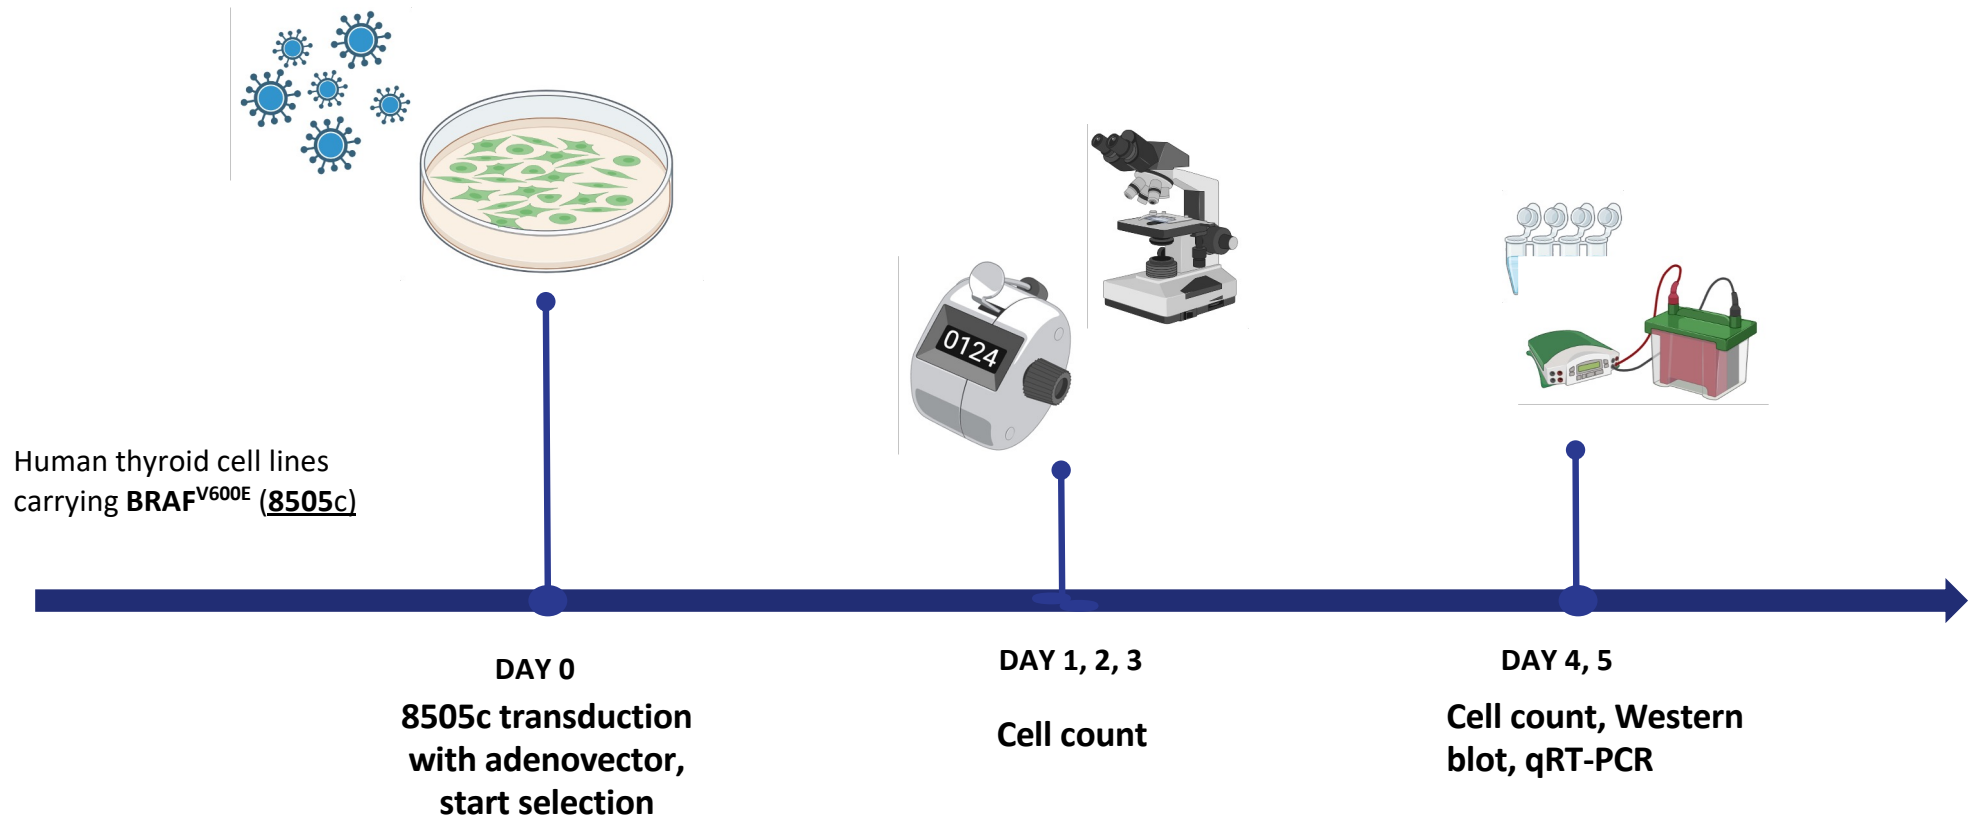 0124
Human thyroid cell lines
carrying BRAFV600E (8505c)
DAY 0
8505c transduction
with adenovector,
start selection
DAY 1, 2, 3
Cell count
DAY 4, 5
Cell count, Western
blot, qRT-PCR